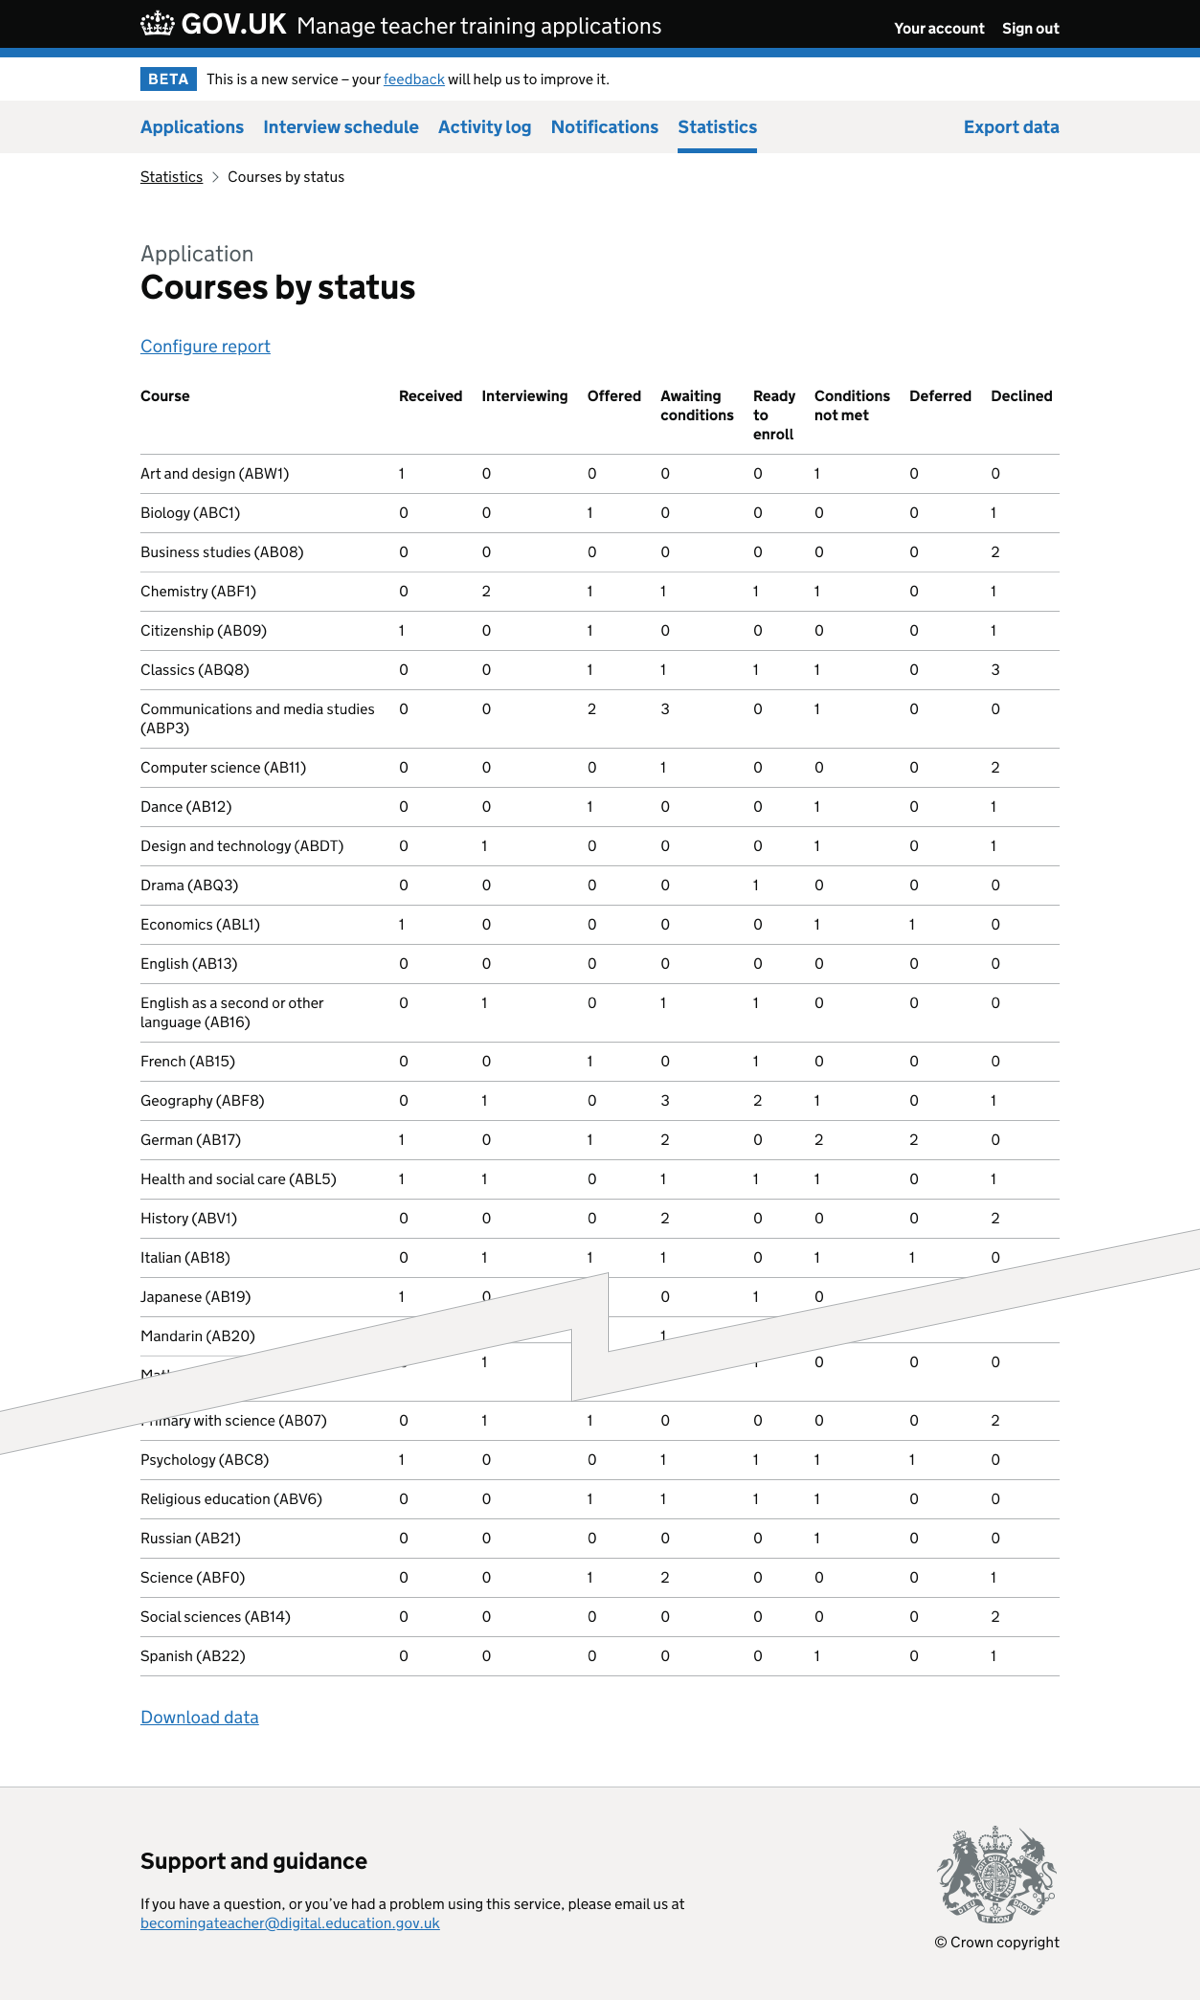 GOV.UK Manage teacher training applications Your account Sign out
BETA This is a new service – your feedback will help us to improve it.
Applications Interview schedule Activity log Notifications Statistics Export data
Statistics > Courses by status
Application
Courses by status
Configure report
Course Received Interviewing Offered Awaiting conditions Ready to enroll Conditions not met Deferred Declined
Art and design (ABW1) 1 0 0 0 0 1 0 0
Biology (ABC1) 0 0 1 0 0 0 0 1
Business studies (AB08) 0 0 0 0 0 0 0 2
Chemistry (ABF1) 0 2 1 1 1 1 0 1
Citizenship (AB09) 1 0 1 0 0 0 0 1
Classics (ABQ8) 0 0 1 1 1 1 0 3
Communications and media studies (ABP3) 0 0 2 3 0 1 0 0
Computer science (AB11) 0 0 0 1 0 0 0 2
Dance (AB12) 0 0 1 0 0 1 0 1
Design and technology (ABDT) 0 1 0 0 0 1 0 1
Drama (ABQ3) 0 0 0 0 1 0 0 0
Economics (ABL1) 1 0 0 0 0 1 1 0
English (AB13) 0 0 0 0 0 0 0 0
English as a second or other language (AB16) 0 1 0 1 1 0 0 0
French (AB15) 0 0 1 0 1 0 0 0
Geography (ABF8) 0 1 0 3 2 1 0 1
German (AB17) 1 0 1 2 0 2 2 0
Health and social care (ABL5) 1 1 0 1 1 1 0 1
History (ABV1) 0 0 0 2 0 0 0 2
Italian (AB18) 0 1 1 1 0 1 1 0
Japanese (AB19) 1 0 0 1 0
Mandarin (AB20) 1
1 0 0 0
Primary with science (AB07) 0 1 1 0 0 0 0 2
Psychology (ABC8) 1 0 0 1 1 1 1 0
Religious education (ABV6) 0 0 1 1 1 1 0 0
Russian (AB21) 0 0 0 0 0 1 0 0
Science (ABF0) 0 0 1 2 0 0 0 1
Social sciences (AB14) 0 0 0 0 0 0 0 2
Spanish (AB22) 0 0 0 0 0 1 0 1
Download data
Support and guidance
If you have a question, or you've had a problem using this service, please email us at
becomingateacher@digital.education.gov.uk
© Crown copyright